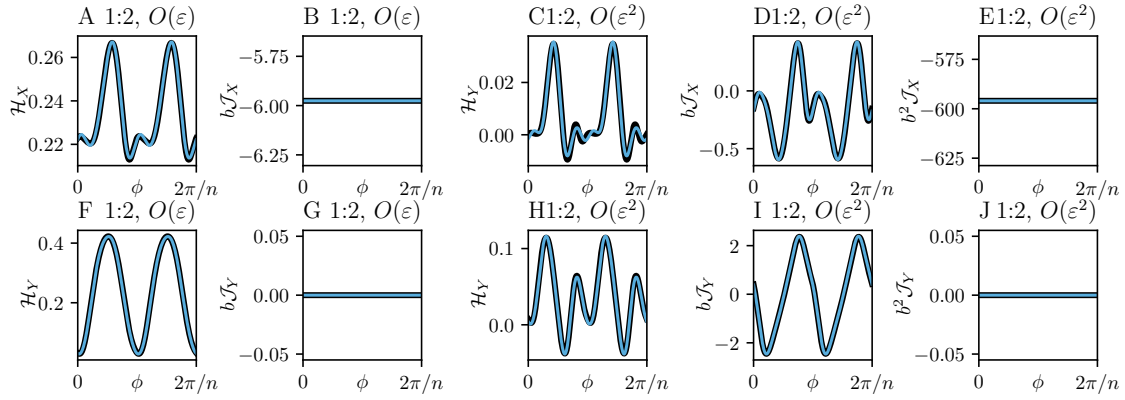 A 1:2, O(ε)
B 1:2, O(ε)
C1:2, O(ε²)
D1:2, O(ε²)
E1:2, O(ε²)
ℋ_X
0.26
0.24
0.22
0 ϕ 2π/n
b𝒥_X
−5.75
−6.00
−6.25
0 ϕ 2π/n
ℋ_Y
0.02
0.00
0 ϕ 2π/n
b𝒥_X
0.0
−0.5
0 ϕ 2π/n
b²𝒥_X
−575
−600
−625
0 ϕ 2π/n
F 1:2, O(ε)
G 1:2, O(ε)
H1:2, O(ε²)
I 1:2, O(ε²)
J 1:2, O(ε²)
ℋ_Y
0.4
0.2
0 ϕ 2π/n
b𝒥_Y
0.05
0.00
−0.05
0 ϕ 2π/n
ℋ_Y
0.1
0.0
0 ϕ 2π/n
b𝒥_Y
2
0
−2
0 ϕ 2π/n
b²𝒥_Y
0.05
0.00
−0.05
0 ϕ 2π/n